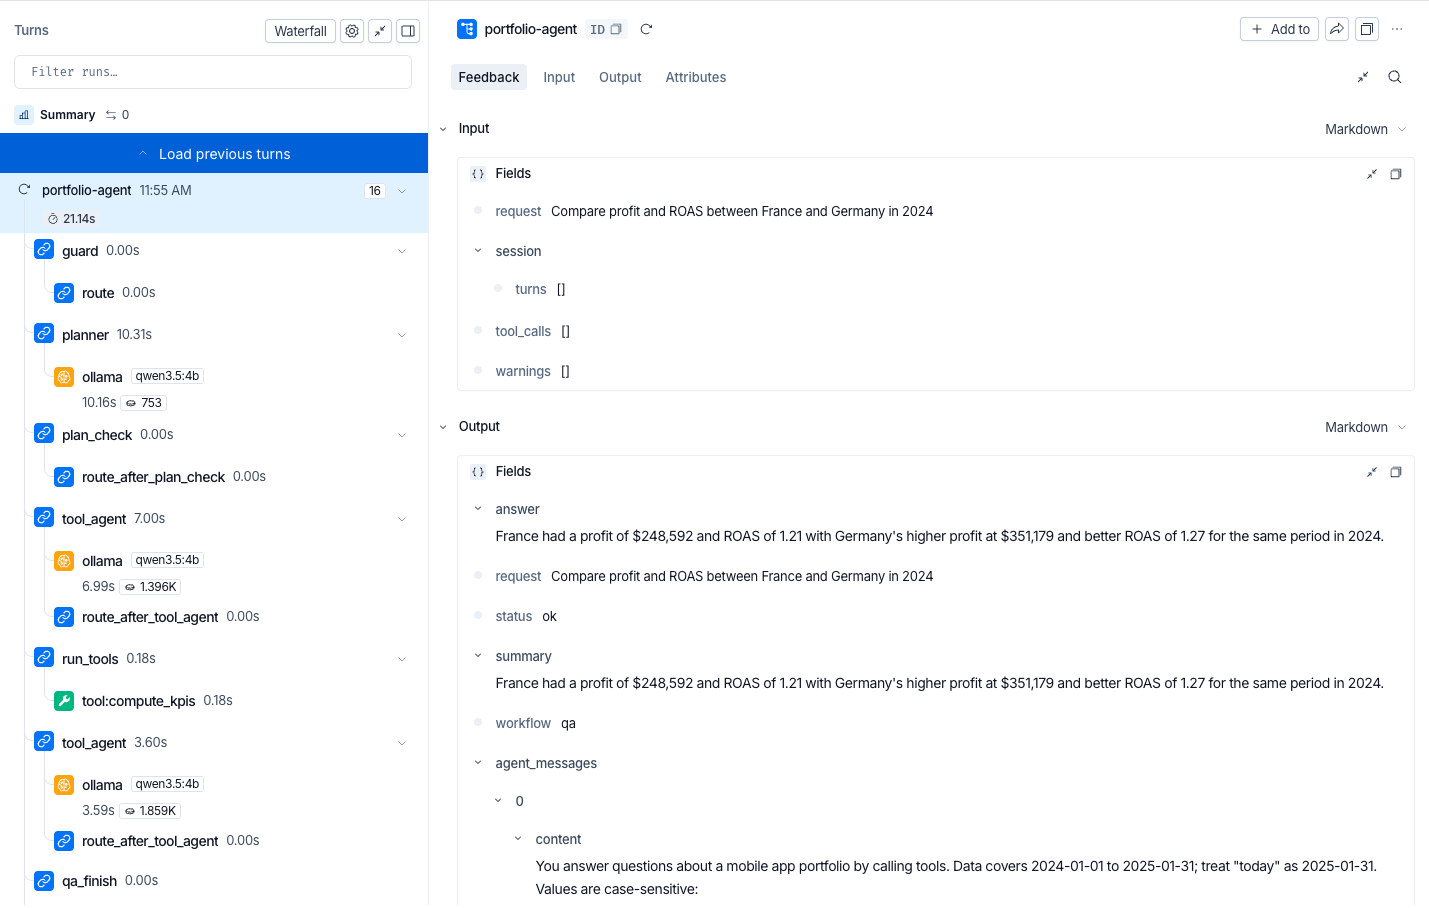 Turns
Waterfall
Filter runs…
Summary 0
Load previous turns
portfolio-agent 11:55 AM 16
21.14s
guard 0.00s
route 0.00s
planner 10.31s
ollama qwen3.5:4b
10.16s 753
plan_check 0.00s
route_after_plan_check 0.00s
tool_agent 7.00s
ollama qwen3.5:4b
6.99s 1.396K
route_after_tool_agent 0.00s
run_tools 0.18s
tool:compute_kpis 0.18s
tool_agent 3.60s
ollama qwen3.5:4b
3.59s 1.859K
route_after_tool_agent 0.00s
qa_finish 0.00s
portfolio-agent ID
+ Add to
Feedback Input Output Attributes
Input Markdown
{} Fields
request Compare profit and ROAS between France and Germany in 2024
session
turns []
tool_calls []
warnings []
Output Markdown
{} Fields
answer
France had a profit of $248,592 and ROAS of 1.21 with Germany's higher profit at $351,179 and better ROAS of 1.27 for the same period in 2024.
request Compare profit and ROAS between France and Germany in 2024
status ok
summary
France had a profit of $248,592 and ROAS of 1.21 with Germany's higher profit at $351,179 and better ROAS of 1.27 for the same period in 2024.
workflow qa
agent_messages
0
content
You answer questions about a mobile app portfolio by calling tools. Data covers 2024-01-01 to 2025-01-31; treat "today" as 2025-01-31.
Values are case-sensitive: